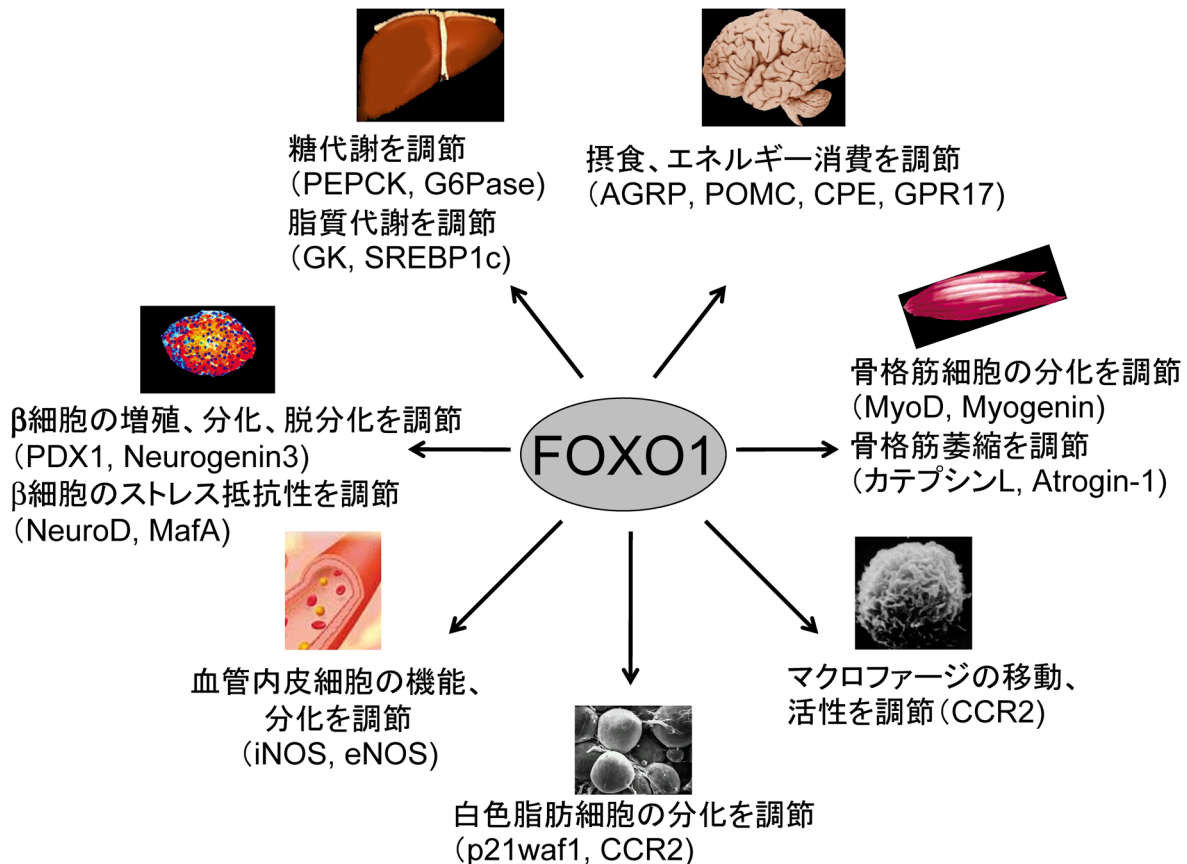 糖代謝を調節
(PEPCK, G6Pase)
脂質代謝を調節
(GK, SREBP1c)
摂食、エネルギー消費を調節
(AGRP, POMC, CPE, GPR17)
β細胞の増殖、分化、脱分化を調節
(PDX1, Neurogenin3)
β細胞のストレス抵抗性を調節
(NeuroD, MafA)
FOXO1
骨格筋細胞の分化を調節
(MyoD, Myogenin)
骨格筋萎縮を調節
(カテプシンL, Atrogin-1)
血管内皮細胞の機能、
分化を調節
(iNOS, eNOS)
マクロファージの移動、
活性を調節(CCR2)
白色脂肪細胞の分化を調節
(p21waf1, CCR2)